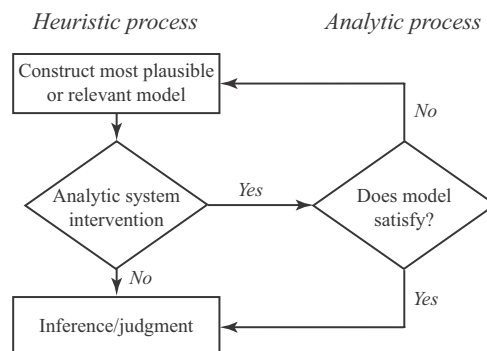 Heuristic process
Analytic process
Construct most plausible
or relevant model
No
Analytic system
intervention
Yes
Does model
satisfy?
No
Yes
Inference/judgment